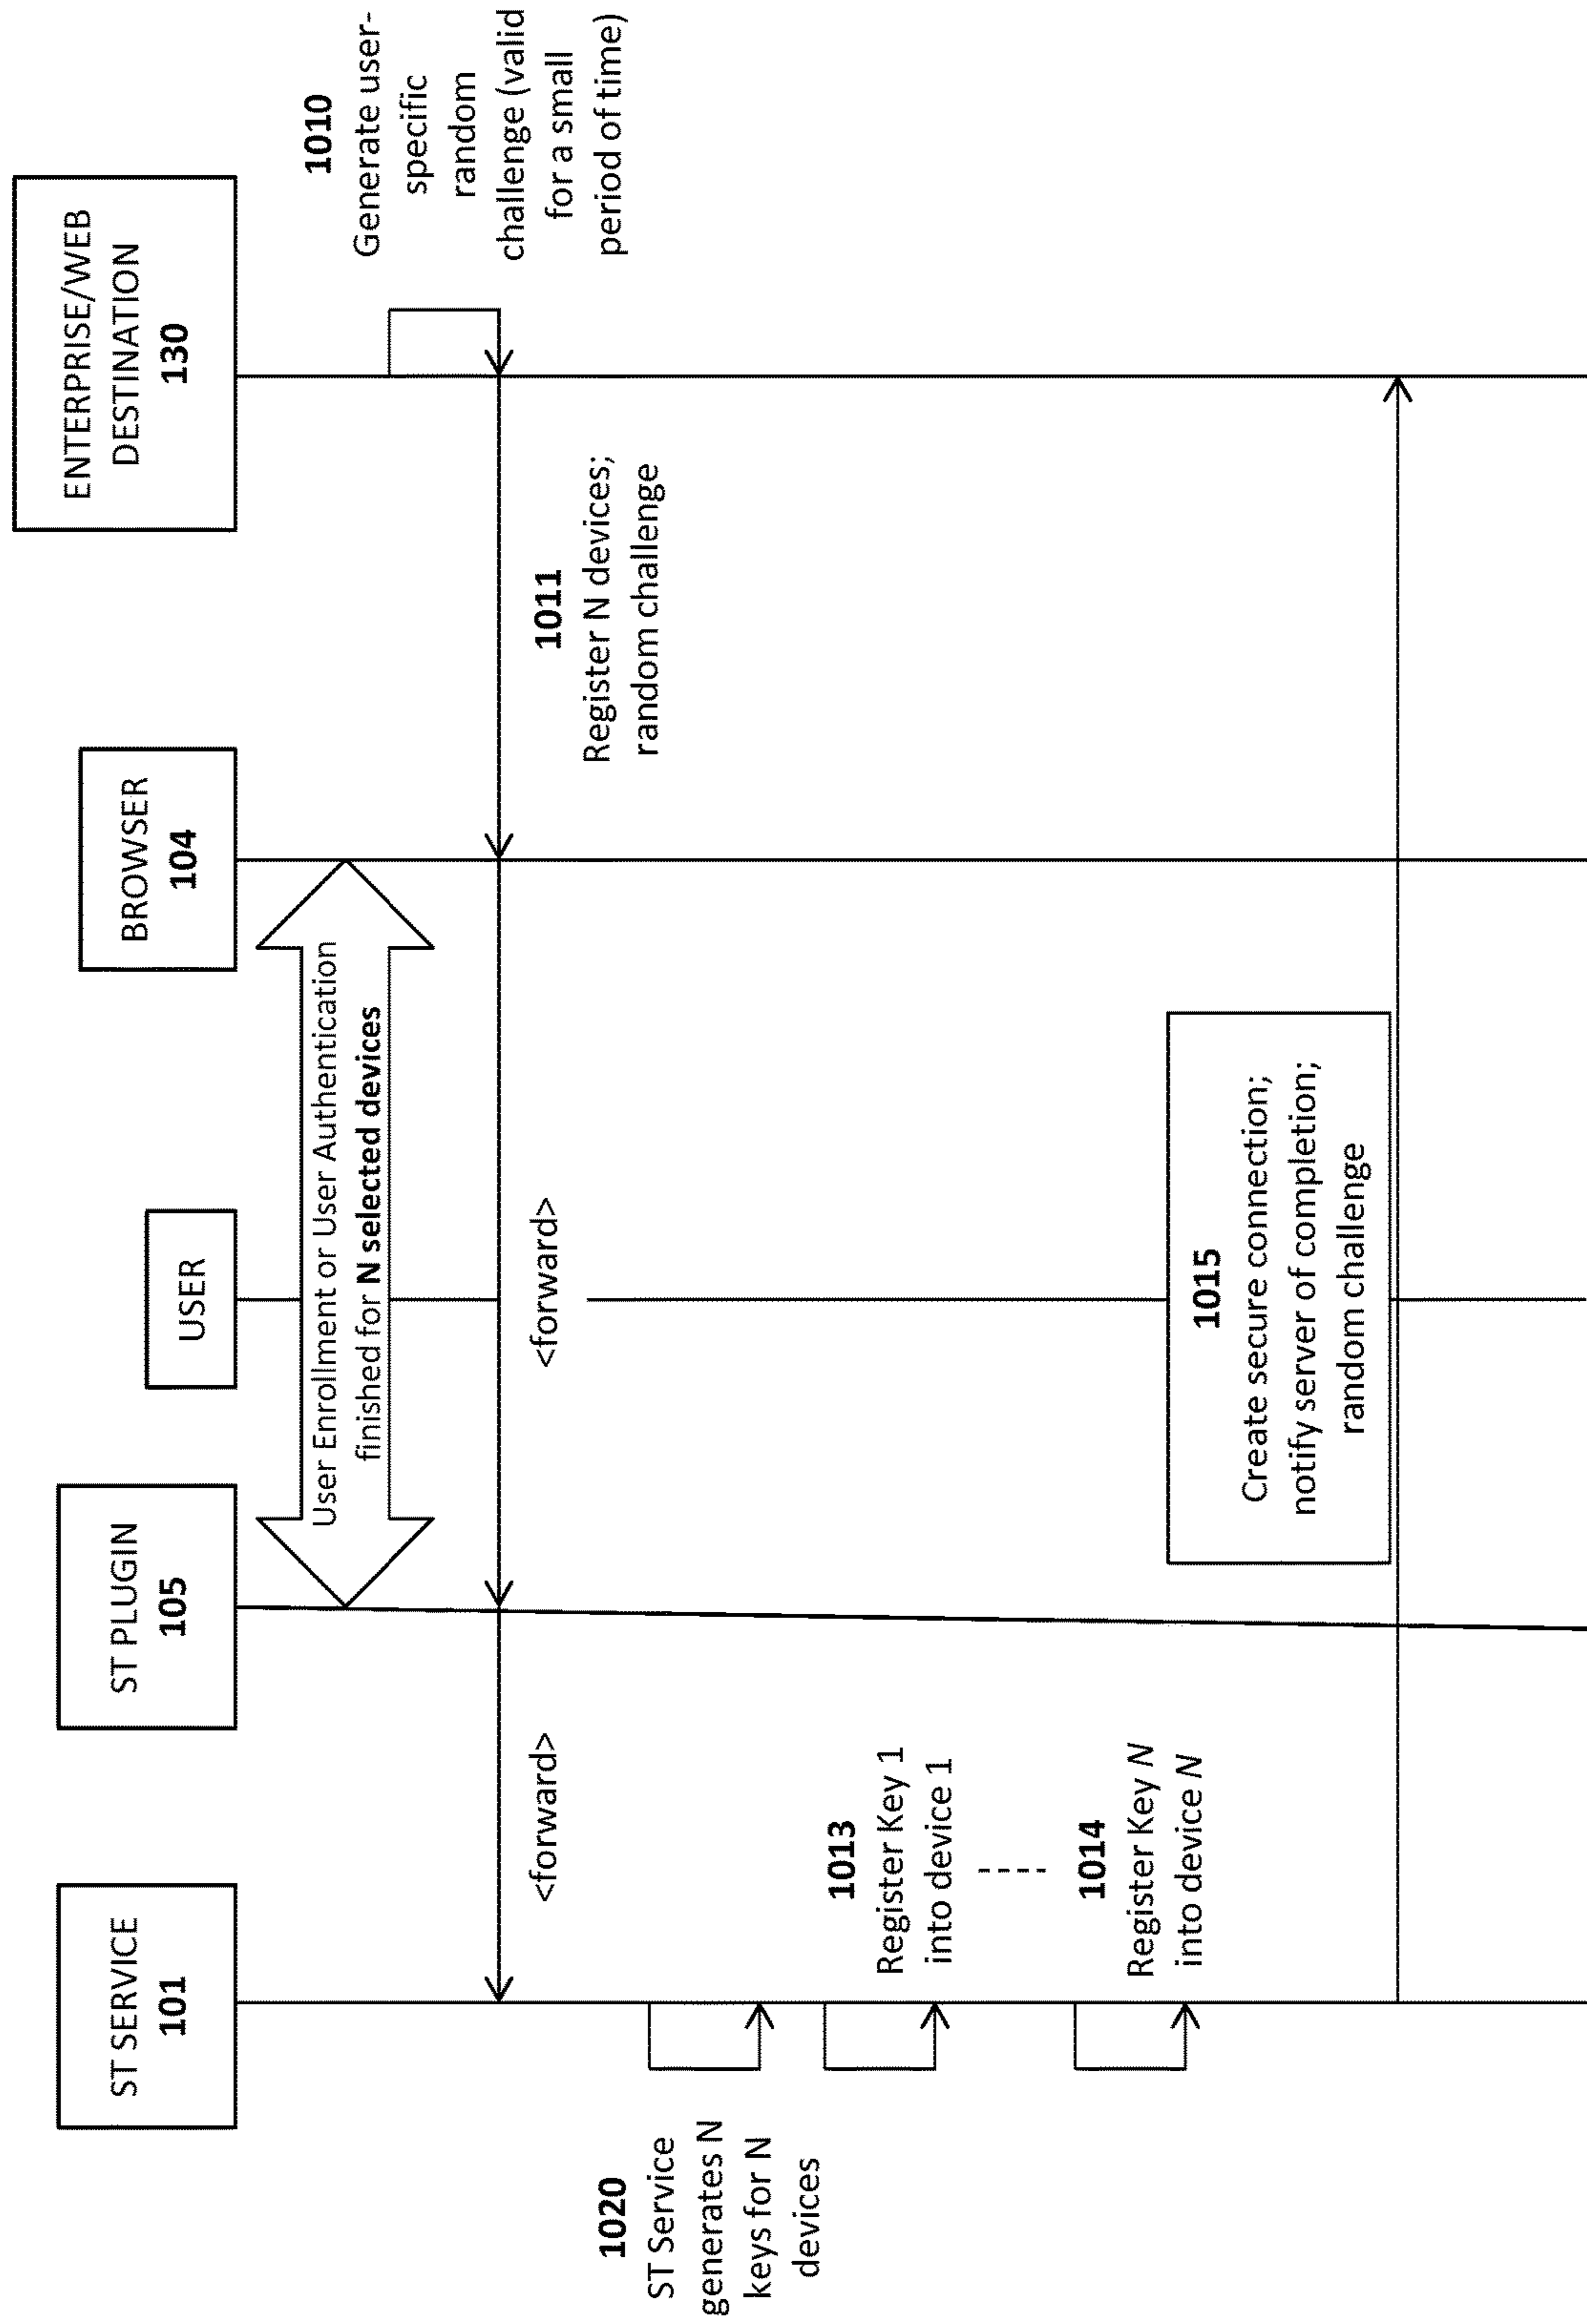 ST SERVICE
101
ST PLUGIN
105
USER
BROWSER
104
ENTERPRISE/WEB
DESTINATION
130
User Enrollment or User Authentication
finished for N selected devices
1010
Generate user-
specific
random
challenge (valid
for a small
period of time)
1011
Register N devices;
random challenge
<forward>
<forward>
1020
ST Service
generates N
keys for N
devices
1013
Register Key 1
into device 1
1014
Register Key N
into device N
1015
Create secure connection;
notify server of completion;
random challenge